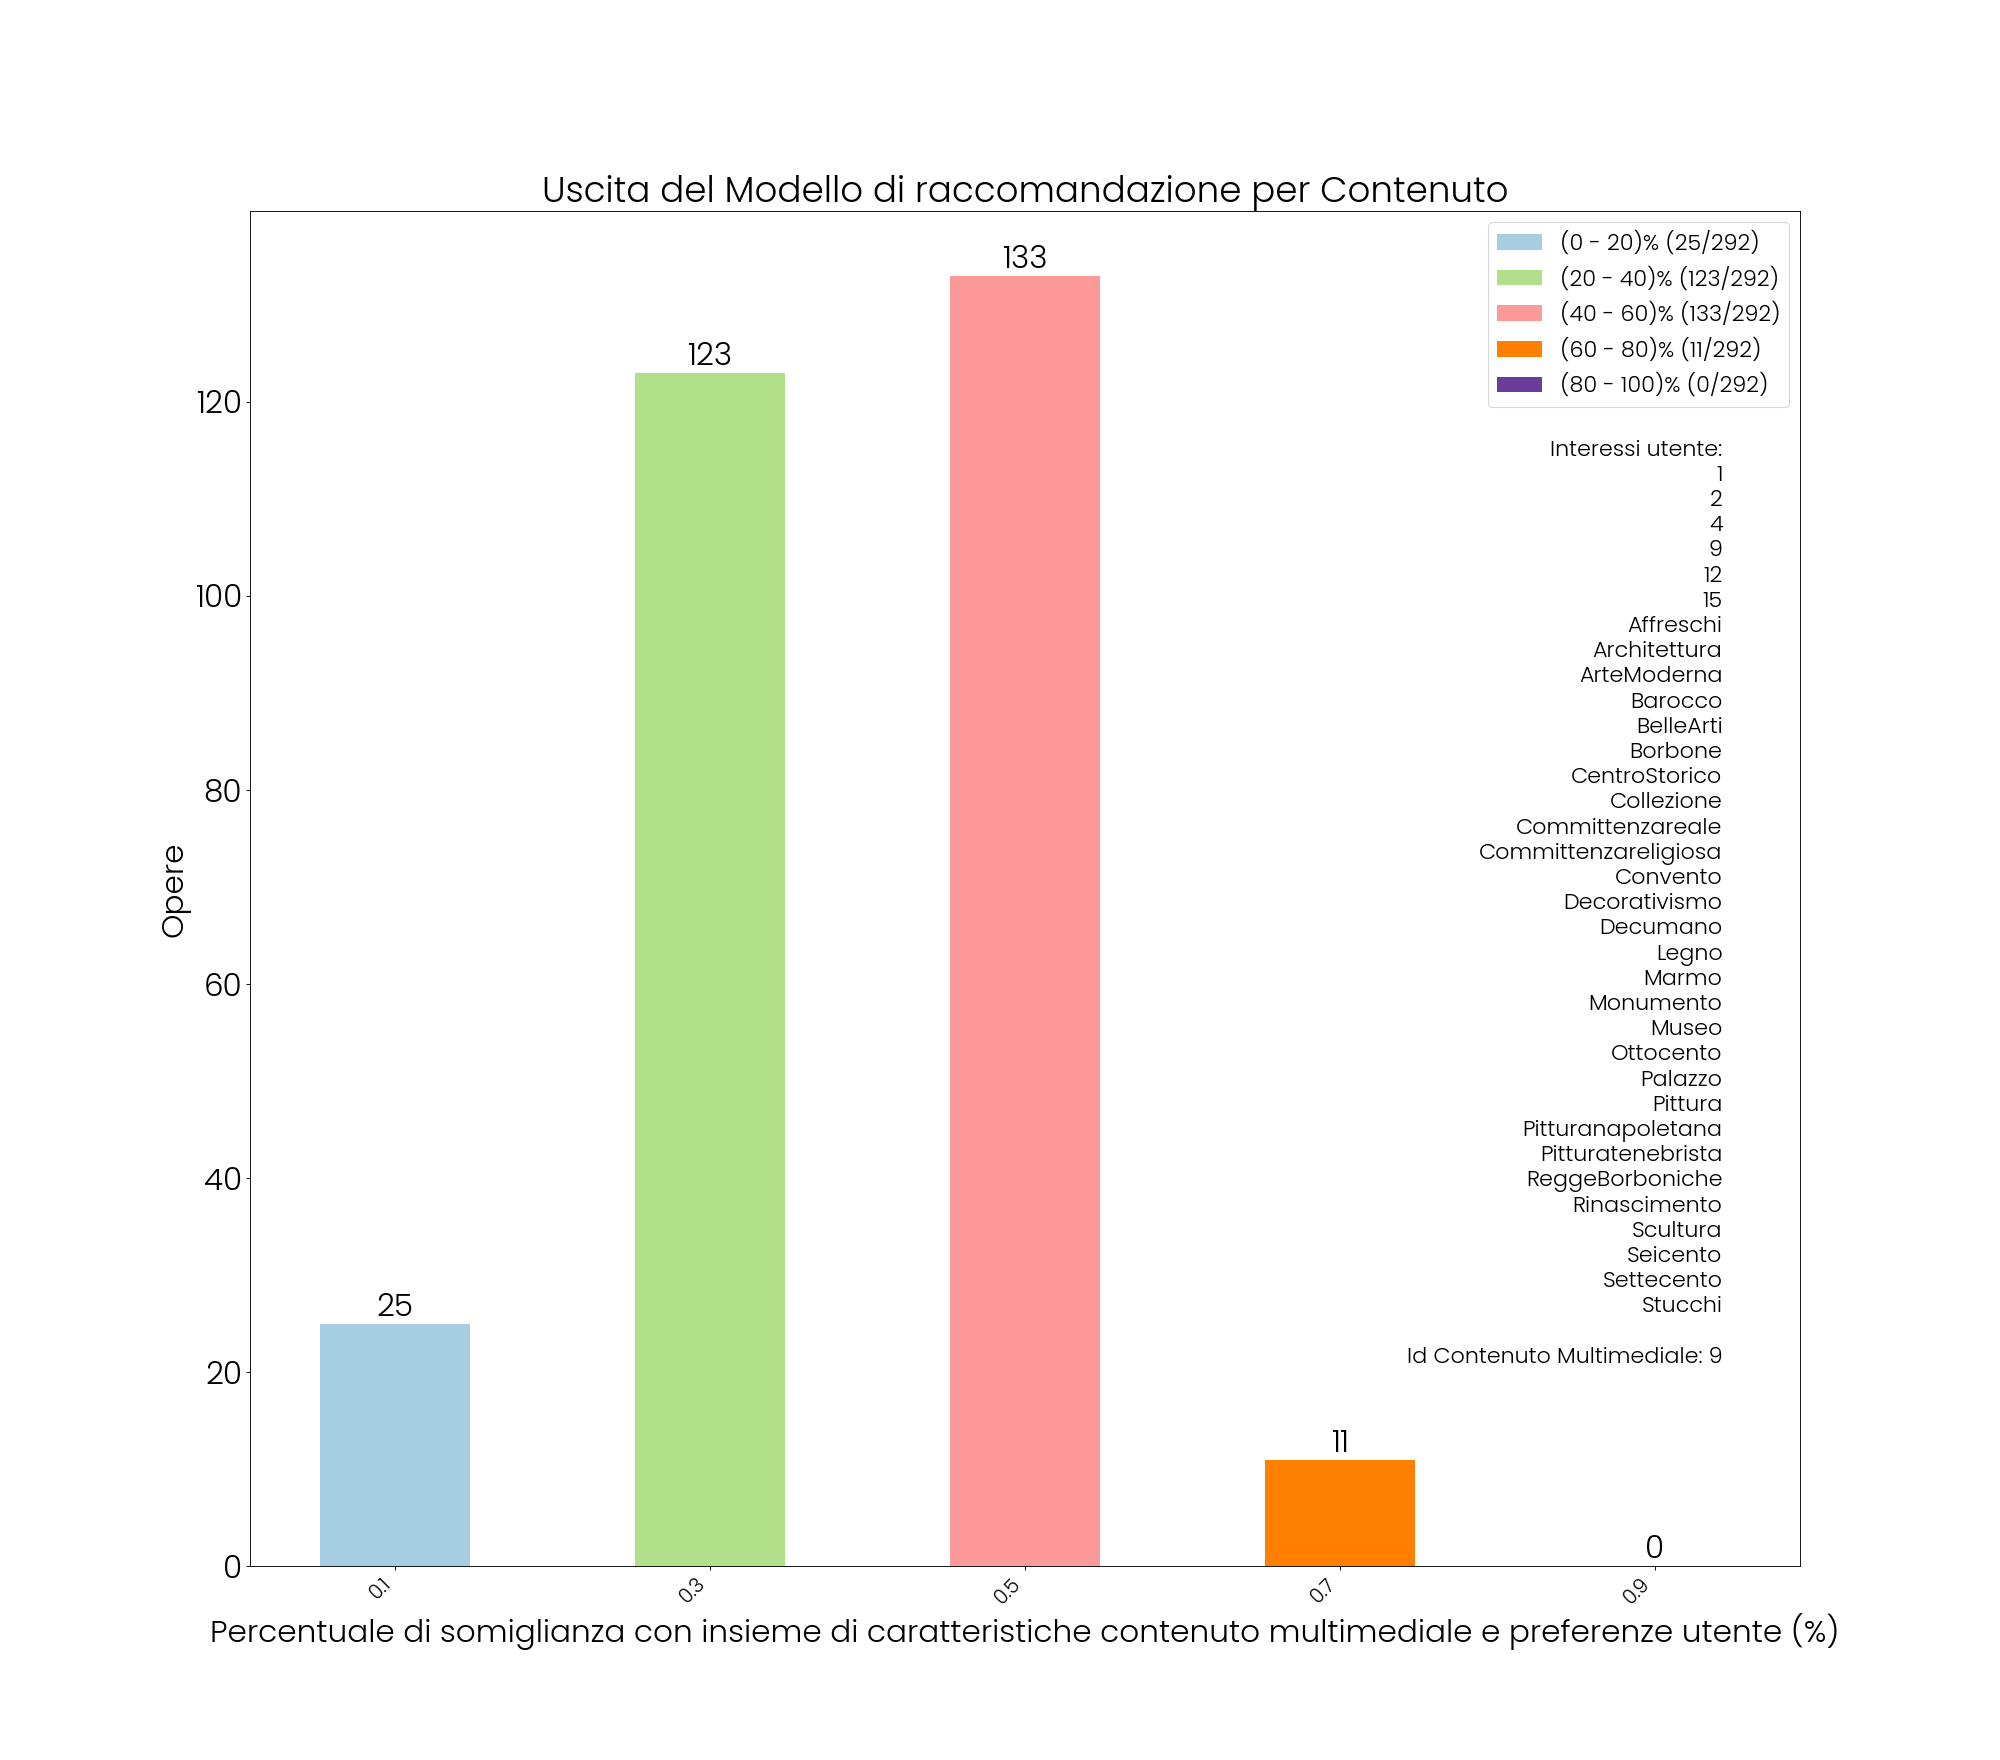 Uscita del Modello di raccomandazione per Contenuto
(0 - 20)% (25/292)
(20 - 40)% (123/292)
(40 - 60)% (133/292)
(60 - 80)% (11/292)
(80 - 100)% (0/292)
Interessi utente:
1
2
4
9
12
15
Affreschi
Architettura
ArteModerna
Barocco
BelleArti
Borbone
CentroStorico
Collezione
Committenzareale
Committenzareligiosa
Convento
Decorativismo
Decumano
Legno
Marmo
Monumento
Museo
Ottocento
Palazzo
Pittura
Pitturanapoletana
Pitturatenebrista
ReggeBorboniche
Rinascimento
Scultura
Seicento
Settecento
Stucchi
Id Contenuto Multimediale: 9
Opere
120
100
80
60
40
20
0
25
123
133
11
0
0.1
0.3
0.5
0.7
0.9
Percentuale di somiglianza con insieme di caratteristiche contenuto multimediale e preferenze utente (%)